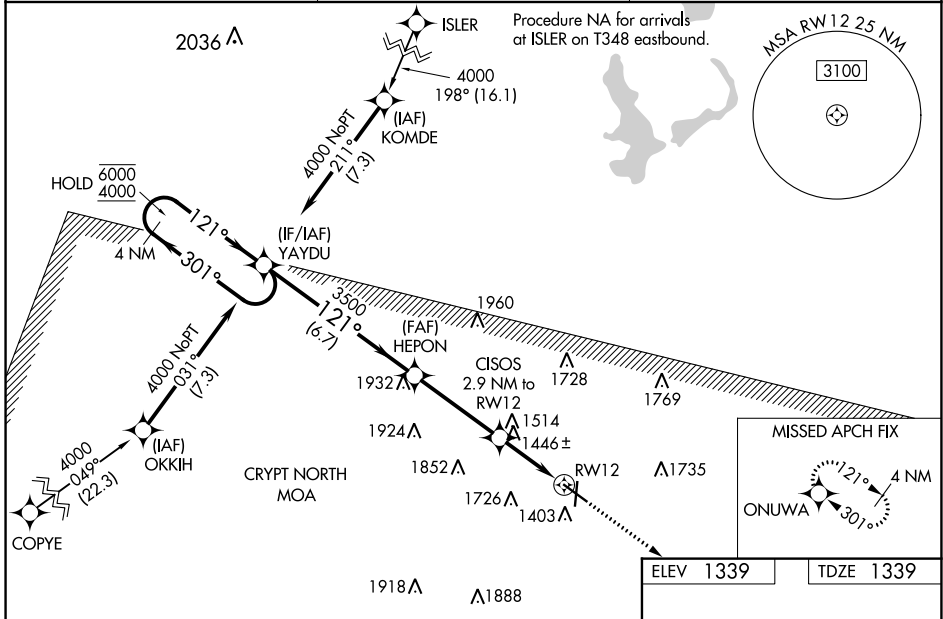 ISLER
Procedure NA for arrivals
at ISLER on T348 eastbound.
MSA RW12 25 NM
3100
2036
4000
198° (16.1)
(IAF)
KOMDE
4000 NoPT
211°
(7.3)
HOLD 6000
4000
121°
4 NM
301°
(IF/IAF)
YAYDU
3500
121°
(6.7)
1960
(FAF)
HEPON
1932
CISOS
2.9 NM to
RW12
1728
1769
4000 NoPT
031°
(7.3)
1514
1446±
1924
(IAF)
OKKIH
4000
049°
(22.3)
COPYE
CRYPT NORTH
MOA
1852
1726
RW12
1403
1735
MISSED APCH FIX
121°
4 NM
ONUWA
301°
1918
1888
ELEV 1339
TDZE 1339